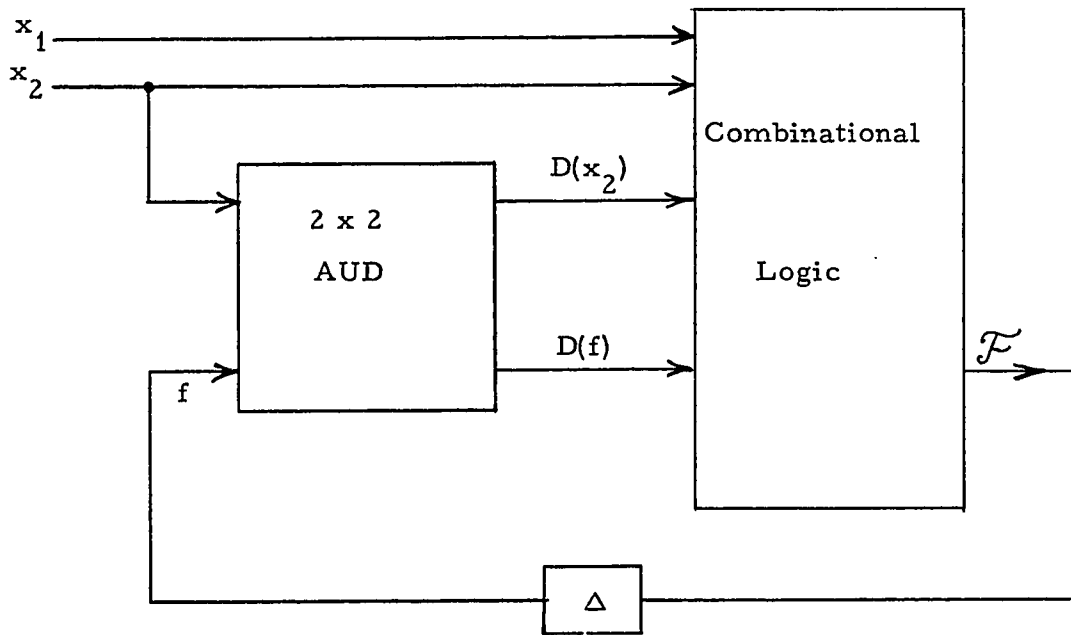 x₁
x₂
Combinational
Logic
D(x₂)
2 x 2
AUD
D(f)
f
ℱ
Δ